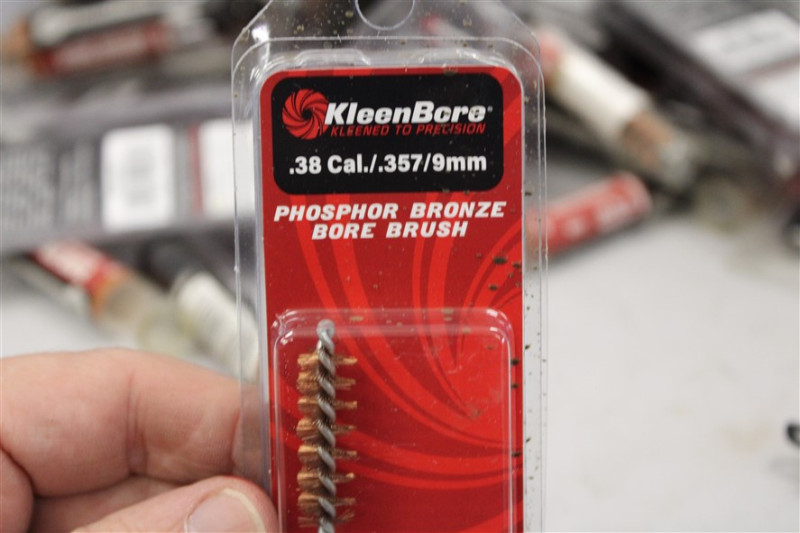 KleenBore®
KLEENED TO PRECISION
.38 Cal./.357/9mm
PHOSPHOR BRONZE
BORE BRUSH